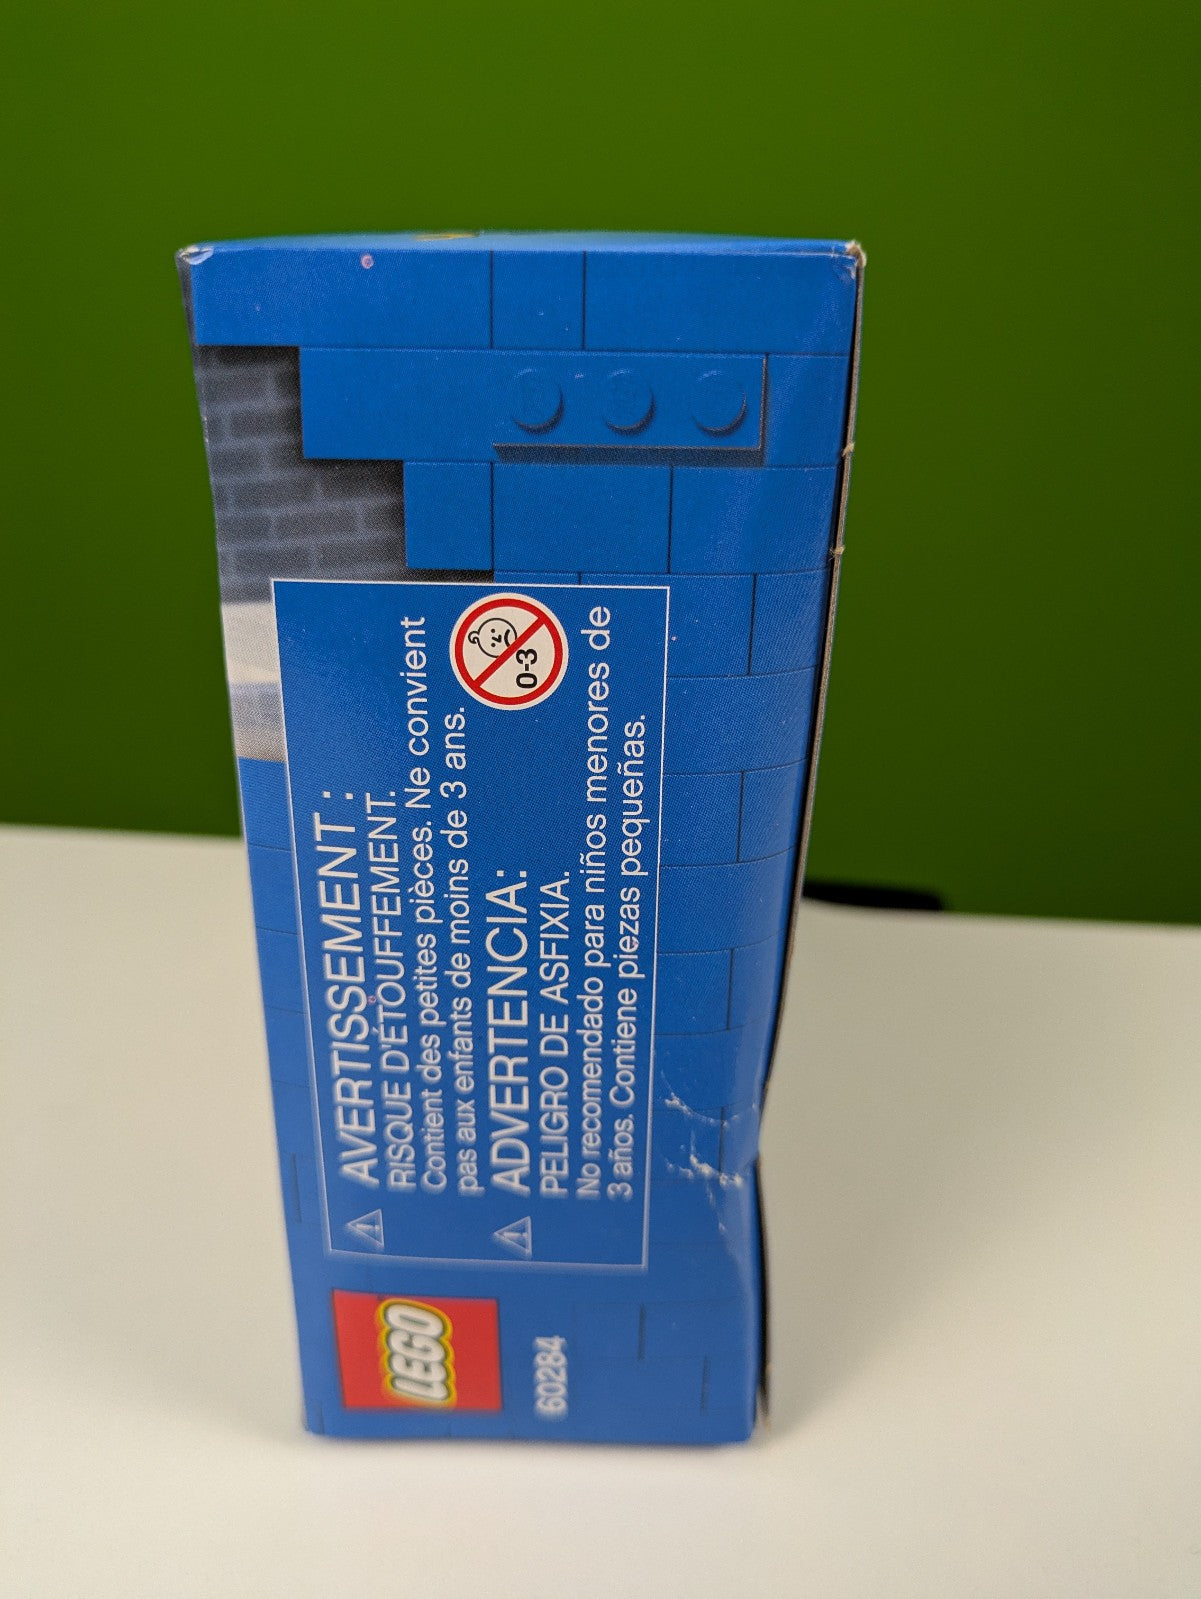 AVERTISSEMENT :
RISQUE D'ÉTOUFFEMENT.
Contient des petites pièces. Ne convient
pas aux enfants de moins de 3 ans.
0-3
ADVERTENCIA:
PELIGRO DE ASFIXIA.
No recomendado para niños menores de
3 años. Contiene piezas pequeñas.
LEGO
60284